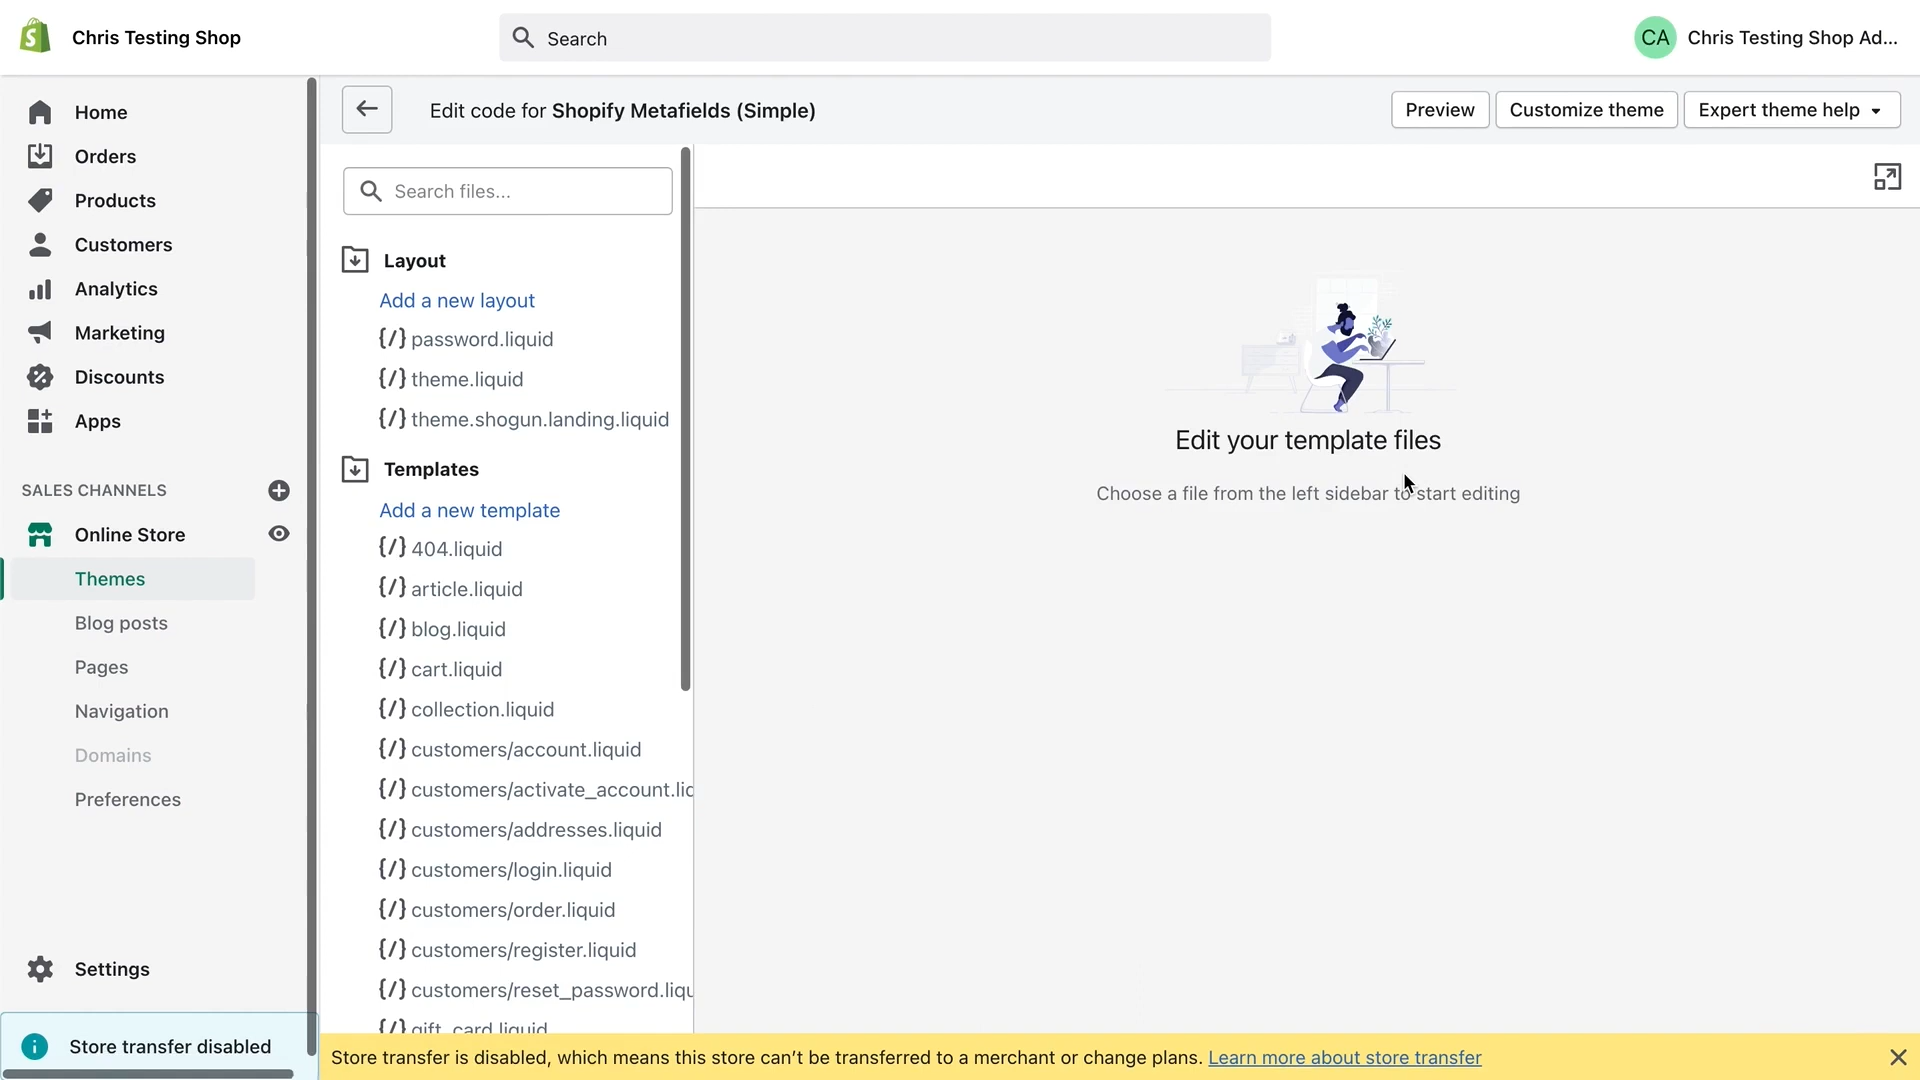 Chris Testing Shop
Search
CA
Chris Testing Shop Ad...
Home
Orders
Products
Customers
Analytics
Marketing
Discounts
Apps
SALES CHANNELS
Online Store
Themes
Blog posts
Pages
Navigation
Domains
Preferences
Settings
Store transfer disabled
Edit code for Shopify Metafields (Simple)
Preview
Customize theme
Expert theme help
Search files...
Layout
Add a new layout
{/} password.liquid
{/} theme.liquid
{/} theme.shogun.landing.liquid
Templates
Add a new template
{/} 404.liquid
{/} article.liquid
{/} blog.liquid
{/} cart.liquid
{/} collection.liquid
{/} customers/account.liquid
{/} customers/activate_account.liq
{/} customers/addresses.liquid
{/} customers/login.liquid
{/} customers/order.liquid
{/} customers/register.liquid
{/} customers/reset_password.liqu
{/} gift_card.liquid
Edit your template files
Choose a file from the left sidebar to start editing
Store transfer is disabled, which means this store can't be transferred to a merchant or change plans. Learn more about store transfer